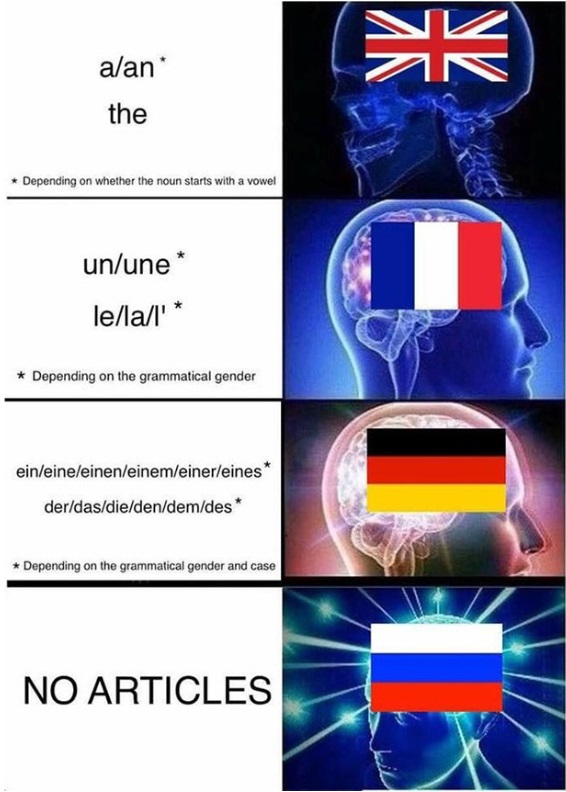 a/an *
the
* Depending on whether the noun starts with a vowel
un/une *
le/la/l' *
* Depending on the grammatical gender
ein/eine/einen/einem/einer/eines *
der/das/die/den/dem/des *
* Depending on the grammatical gender and case
NO ARTICLES